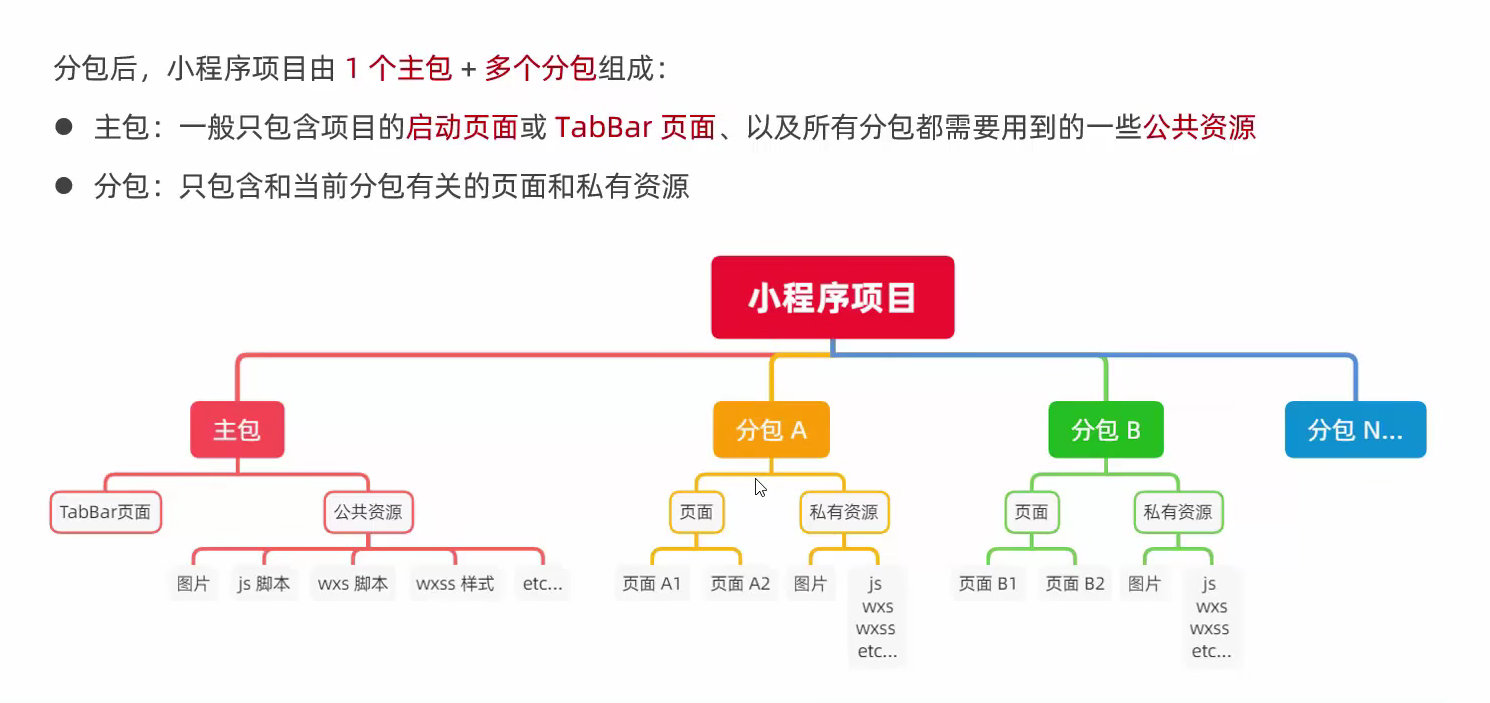 分包后，小程序项目由 1 个主包 + 多个分包组成：
● 主包：一般只包含项目的启动页面或 TabBar 页面、以及所有分包都需要用到的一些公共资源
● 分包：只包含和当前分包有关的页面和私有资源
小程序项目
主包
分包 A
分包 B
分包 N...
TabBar页面
公共资源
页面
私有资源
页面
私有资源
图片
js 脚本
wxs 脚本
wxss 样式
etc...
页面 A1
页面 A2
图片
js
wxs
wxss
etc...
页面 B1
页面 B2
图片
js
wxs
wxss
etc...